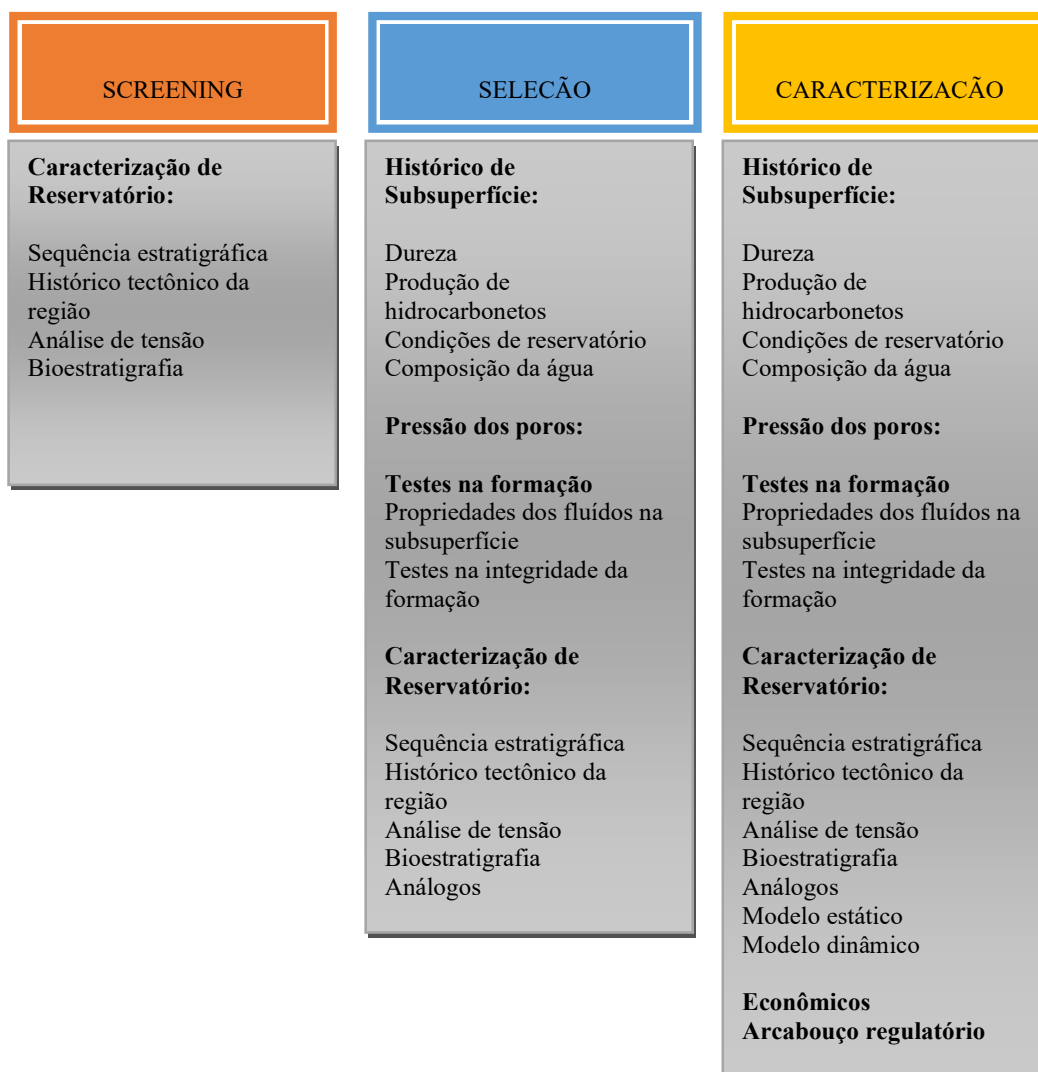 SCREENING
Caracterização de
Reservatório:
Sequência estratigráfica
Histórico tectônico da
região
Análise de tensão
Bioestratigrafia
SELECÃO
Histórico de
Subsuperfície:
Dureza
Produção de
hidrocarbonetos
Condições de reservatório
Composição da água
Pressão dos poros:
Testes na formação
Propriedades dos fluídos na
subsuperfície
Testes na integridade da
formação
Caracterização de
Reservatório:
Sequência estratigráfica
Histórico tectônico da
região
Análise de tensão
Bioestratigrafia
Análogos
CARACTERIZACÃO
Histórico de
Subsuperfície:
Dureza
Produção de
hidrocarbonetos
Condições de reservatório
Composição da água
Pressão dos poros:
Testes na formação
Propriedades dos fluídos na
subsuperfície
Testes na integridade da
formação
Caracterização de
Reservatório:
Sequência estratigráfica
Histórico tectônico da
região
Análise de tensão
Bioestratigrafia
Análogos
Modelo estático
Modelo dinâmico
Econômicos
Arcabouço regulatório